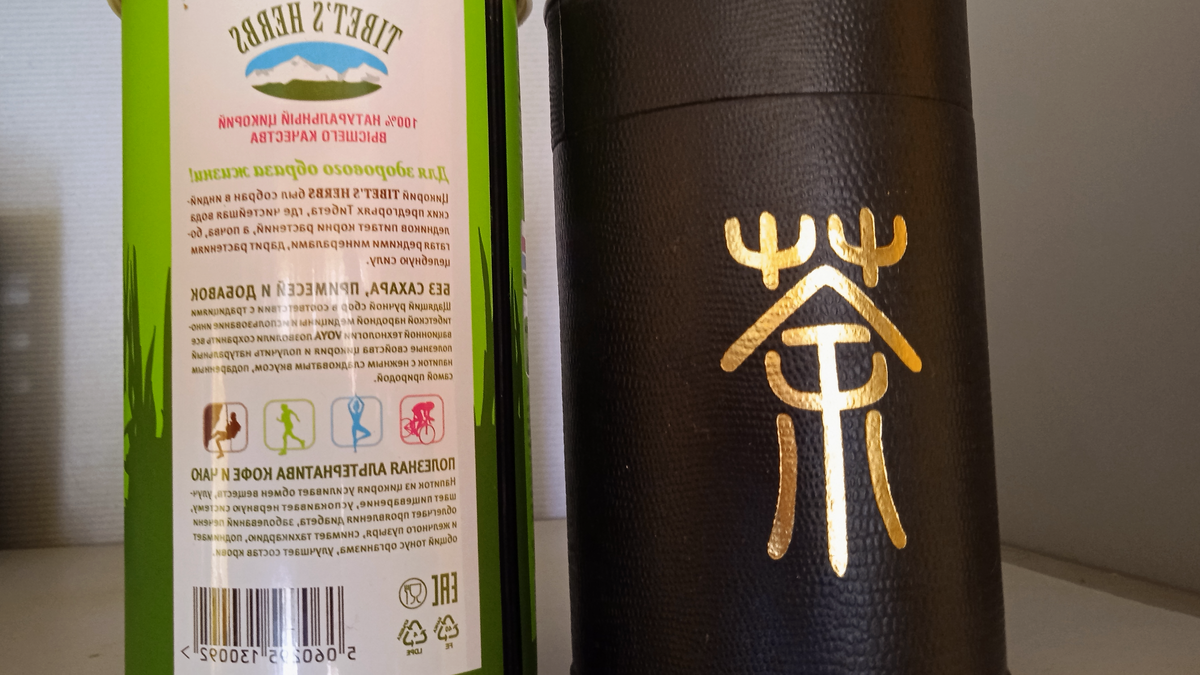 TIBET'S HERBS
100% НАТУРАЛЬНЫЙ ЦИКОРИЙ
ВЫСШЕГО КАЧЕСТВА
Для здорового образа жизни!
Цикорий TIBET'S HERBS был собран в индий-
ских предгорьях Тибета, где чистейшая вода
ледников питает корни растений, а почва, бо-
гатая редкими минералами, дарит растениям
целебную силу.
БЕЗ САХАРА, ПРИМЕСЕЙ И ДОБАВОК
Щадящий ручной сбор в соответствии с традициями
тибетской народной медицины и использование инно-
вационной технологии VOYA позволили сохранить все
полезные свойства цикория и получить натуральный
напиток с нежным сладковатым вкусом, подаренным
самой природой.
ПОЛЕЗНАЯ АЛЬТЕРНАТИВА КОФЕ И ЧАЮ
Напиток из цикория усиливает обмен веществ, улуч-
шает пищеварение, успокаивает нервную систему,
облегчает проявления диабета, заболеваний печени
и желчного пузыря, снимает тахикардию, поднимает
общий тонус организма, улучшает состав крови.
EAC
PE
LDPE
5 060295 130092 >
茶